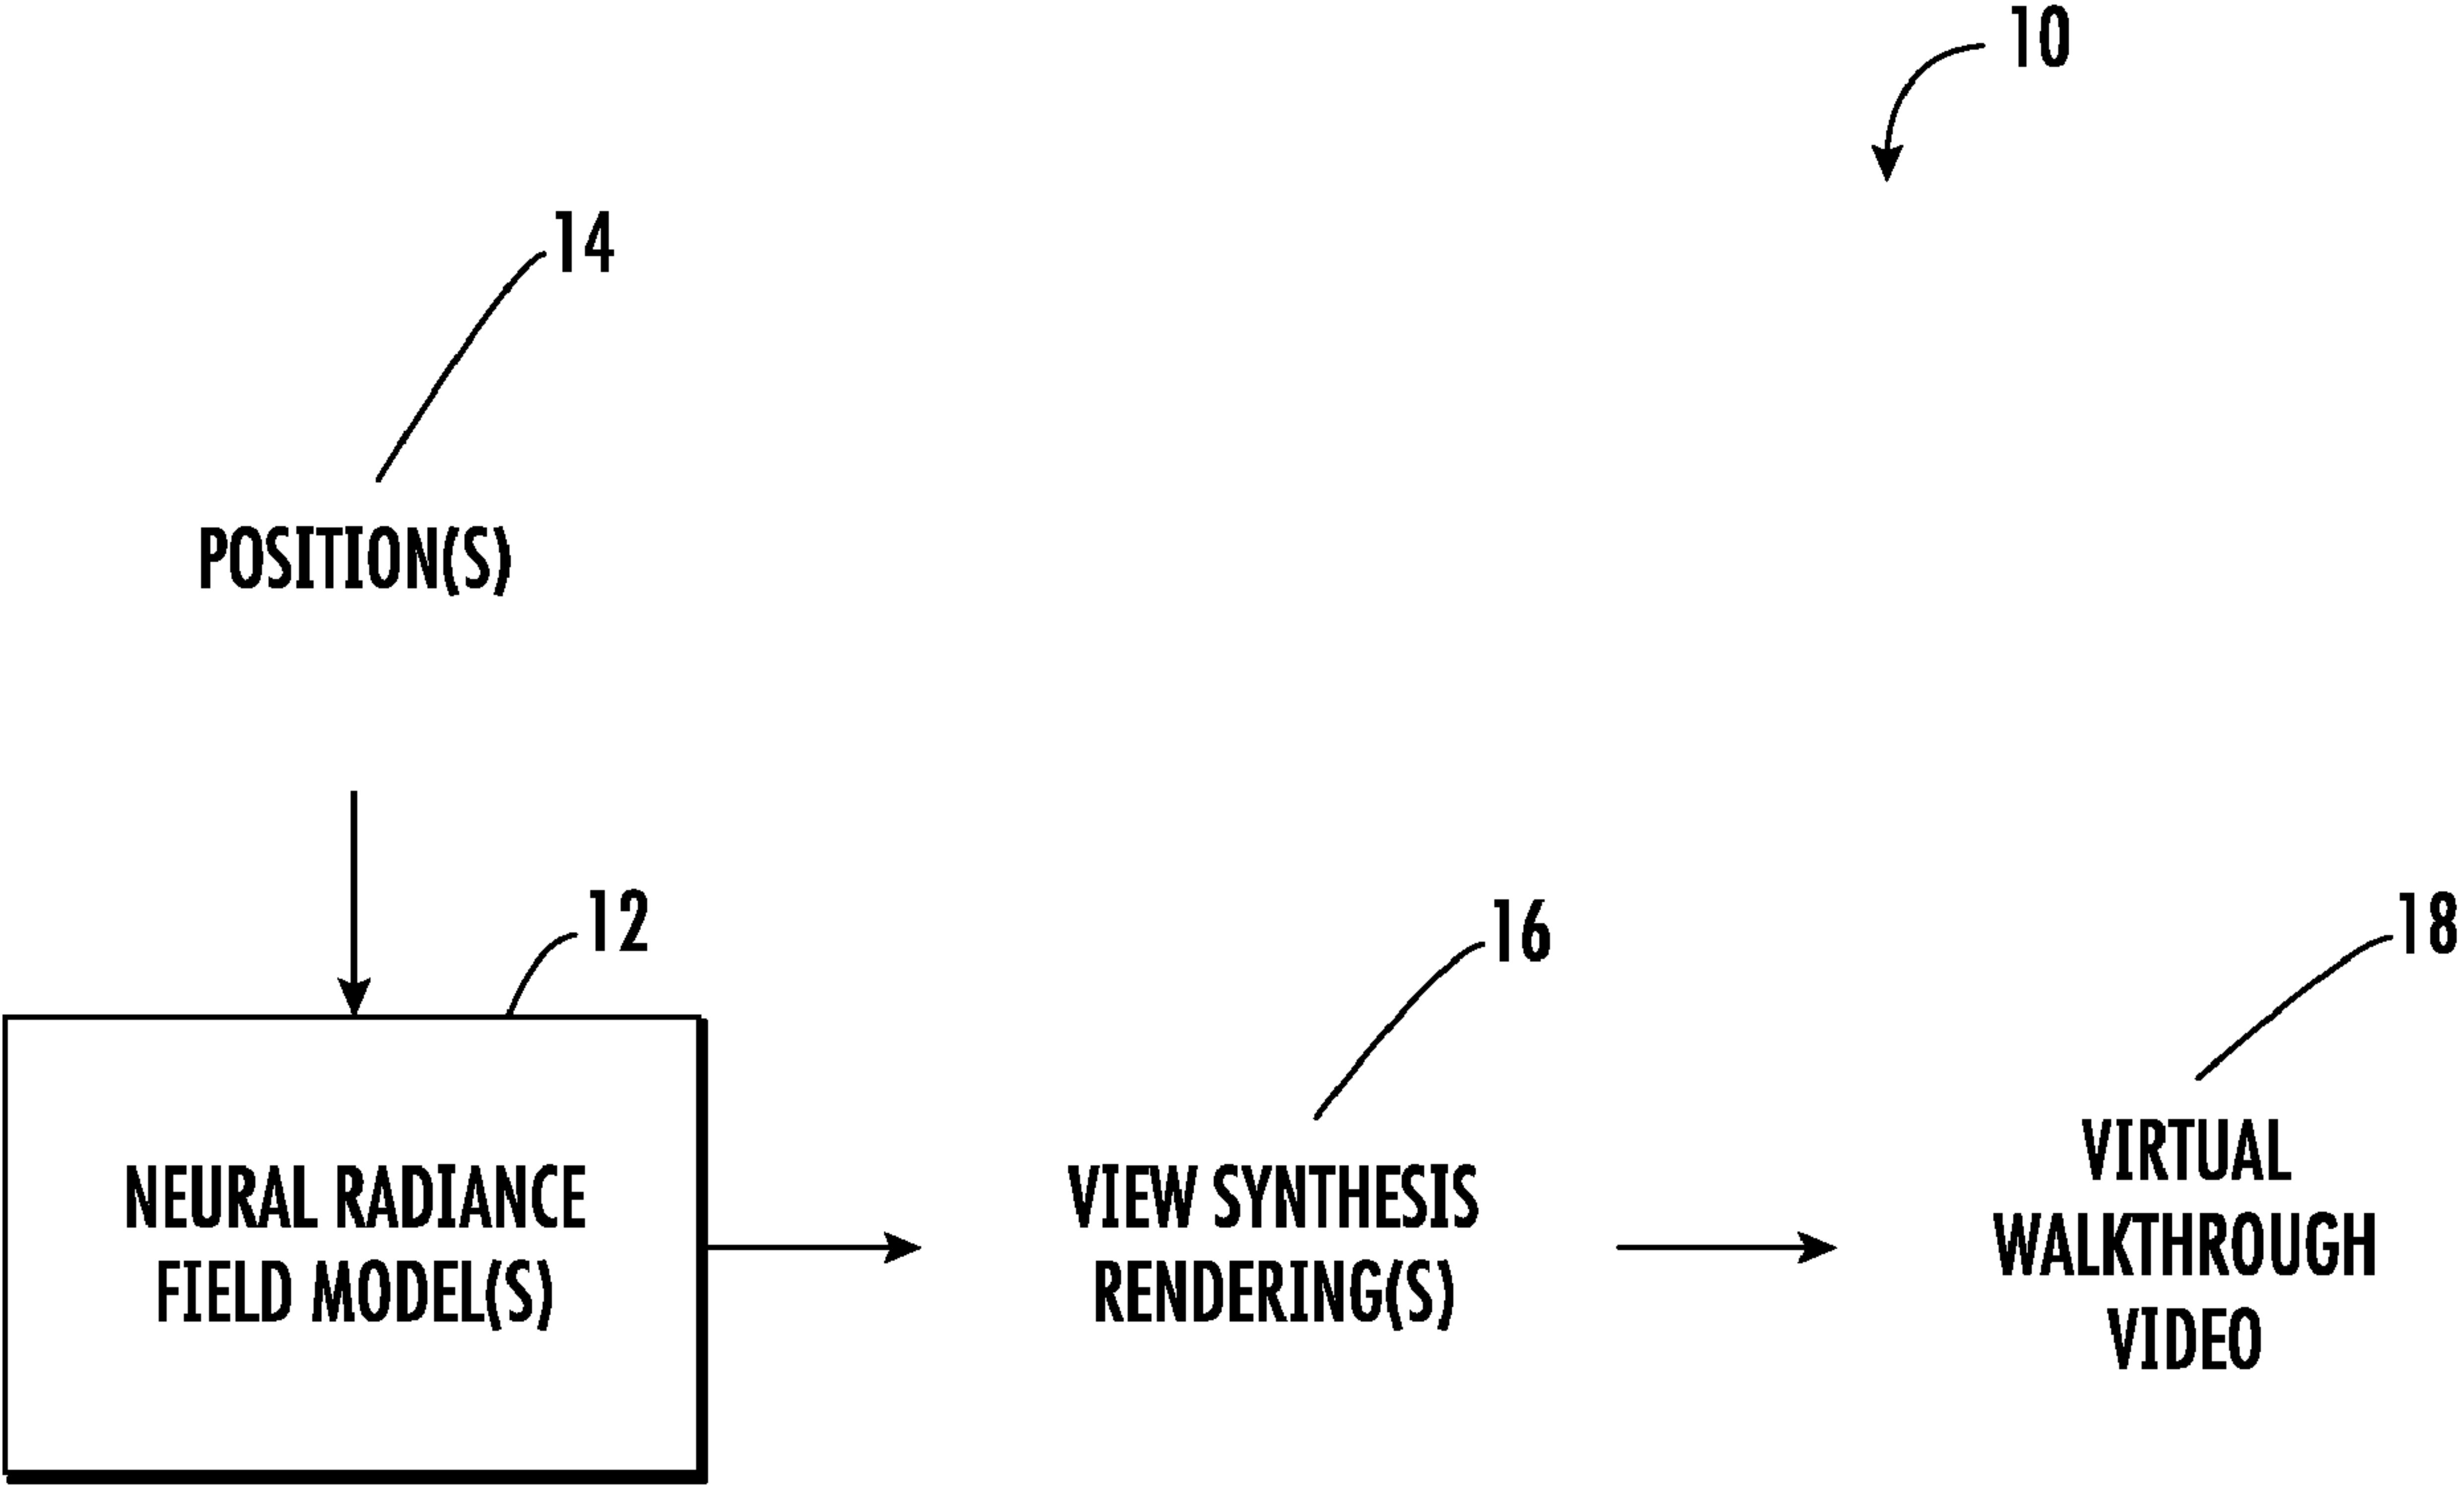 10
14
POSITION(S)
12
16
18
NEURAL RADIANCE
FIELD MODEL(S)
VIEW SYNTHESIS
RENDERING(S)
VIRTUAL
WALKTHROUGH
VIDEO